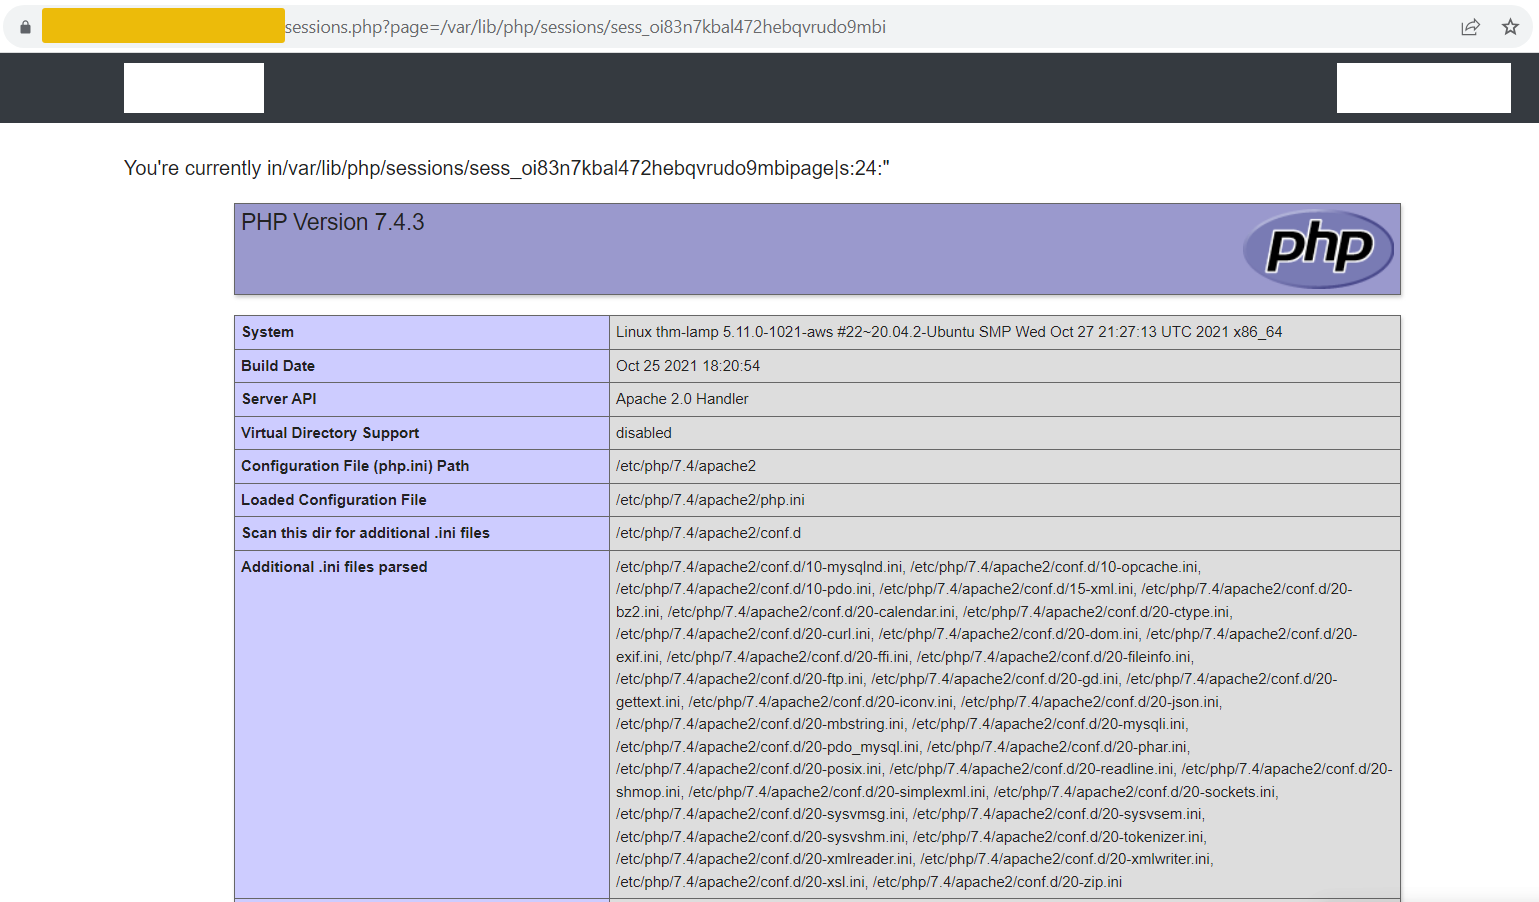 sessions.php?page=/var/lib/php/sessions/sess_oi83n7kbal472hebqvrudo9mbi
You're currently in/var/lib/php/sessions/sess_oi83n7kbal472hebqvrudo9mbipage|s:24:"
PHP Version 7.4.3
php
System Linux thm-lamp 5.11.0-1021-aws #22~20.04.2-Ubuntu SMP Wed Oct 27 21:27:13 UTC 2021 x86_64
Build Date Oct 25 2021 18:20:54
Server API Apache 2.0 Handler
Virtual Directory Support disabled
Configuration File (php.ini) Path /etc/php/7.4/apache2
Loaded Configuration File /etc/php/7.4/apache2/php.ini
Scan this dir for additional .ini files /etc/php/7.4/apache2/conf.d
Additional .ini files parsed /etc/php/7.4/apache2/conf.d/10-mysqlnd.ini, /etc/php/7.4/apache2/conf.d/10-opcache.ini,
/etc/php/7.4/apache2/conf.d/10-pdo.ini, /etc/php/7.4/apache2/conf.d/15-xml.ini, /etc/php/7.4/apache2/conf.d/20-
bz2.ini, /etc/php/7.4/apache2/conf.d/20-calendar.ini, /etc/php/7.4/apache2/conf.d/20-ctype.ini,
/etc/php/7.4/apache2/conf.d/20-curl.ini, /etc/php/7.4/apache2/conf.d/20-dom.ini, /etc/php/7.4/apache2/conf.d/20-
exif.ini, /etc/php/7.4/apache2/conf.d/20-ffi.ini, /etc/php/7.4/apache2/conf.d/20-fileinfo.ini,
/etc/php/7.4/apache2/conf.d/20-ftp.ini, /etc/php/7.4/apache2/conf.d/20-gd.ini, /etc/php/7.4/apache2/conf.d/20-
gettext.ini, /etc/php/7.4/apache2/conf.d/20-iconv.ini, /etc/php/7.4/apache2/conf.d/20-json.ini,
/etc/php/7.4/apache2/conf.d/20-mbstring.ini, /etc/php/7.4/apache2/conf.d/20-mysqli.ini,
/etc/php/7.4/apache2/conf.d/20-pdo_mysql.ini, /etc/php/7.4/apache2/conf.d/20-phar.ini,
/etc/php/7.4/apache2/conf.d/20-posix.ini, /etc/php/7.4/apache2/conf.d/20-readline.ini, /etc/php/7.4/apache2/conf.d/20-
shmop.ini, /etc/php/7.4/apache2/conf.d/20-simplexml.ini, /etc/php/7.4/apache2/conf.d/20-sockets.ini,
/etc/php/7.4/apache2/conf.d/20-sysvmsg.ini, /etc/php/7.4/apache2/conf.d/20-sysvsem.ini,
/etc/php/7.4/apache2/conf.d/20-sysvshm.ini, /etc/php/7.4/apache2/conf.d/20-tokenizer.ini,
/etc/php/7.4/apache2/conf.d/20-xmlreader.ini, /etc/php/7.4/apache2/conf.d/20-xmlwriter.ini,
/etc/php/7.4/apache2/conf.d/20-xsl.ini, /etc/php/7.4/apache2/conf.d/20-zip.ini